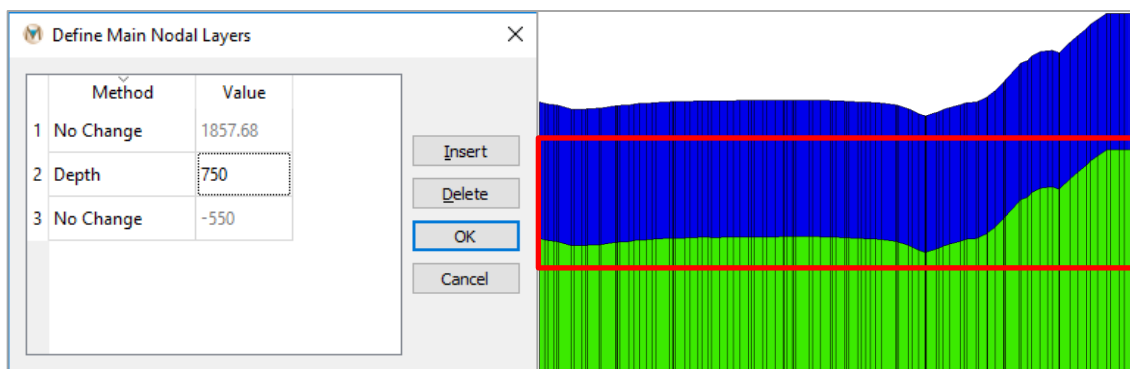 Define Main Nodal Layers
Method Value
1 No Change 1857.68
2 Depth 750
3 No Change -550
Insert
Delete
OK
Cancel